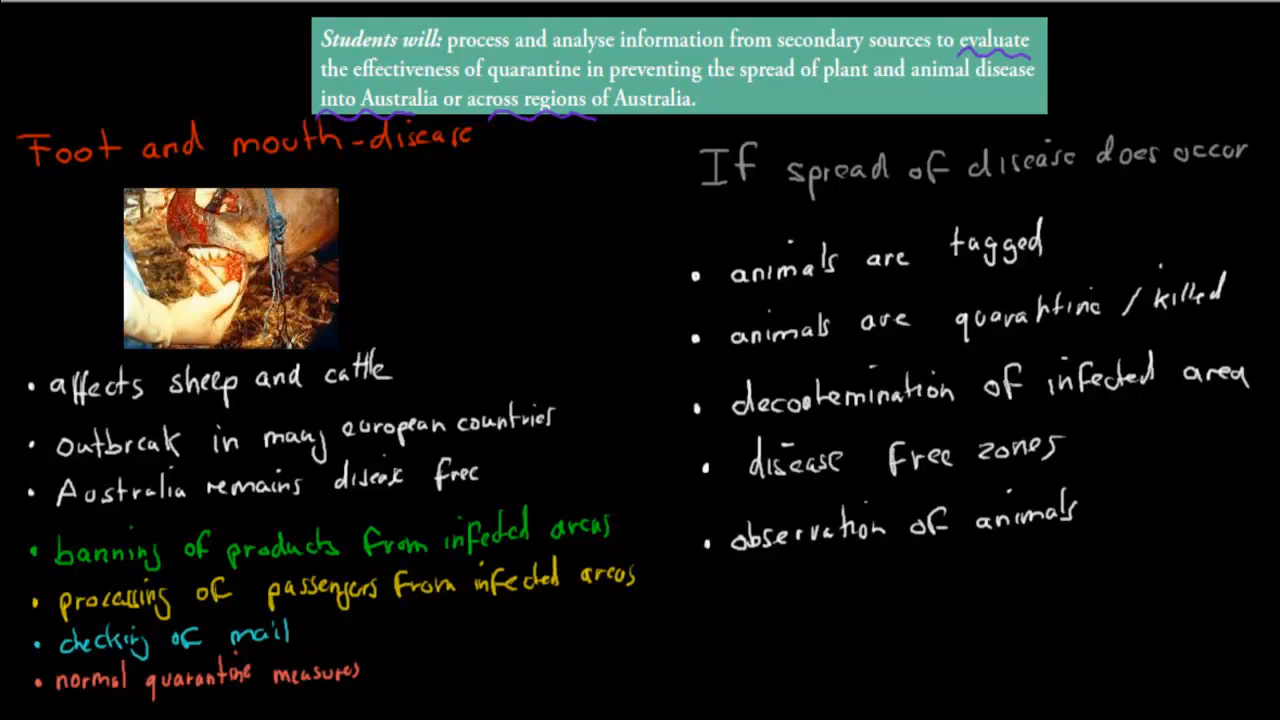 Students will: process and analyse information from secondary sources to evaluate
the effectiveness of quarantine in preventing the spread of plant and animal disease
into Australia or across regions of Australia.
Foot and mouth-disease
• affects sheep and cattle
• outbreak in many european countries
• Australia remains disease free
• banning of products from infected areas
• processing of passengers from infected areas
• checking of mail
• normal quarantine measures
If spread of disease does occur
• animals are tagged
• animals are quarantine / killed
• decootemination of infected area
• disease free zones
• observation of animals